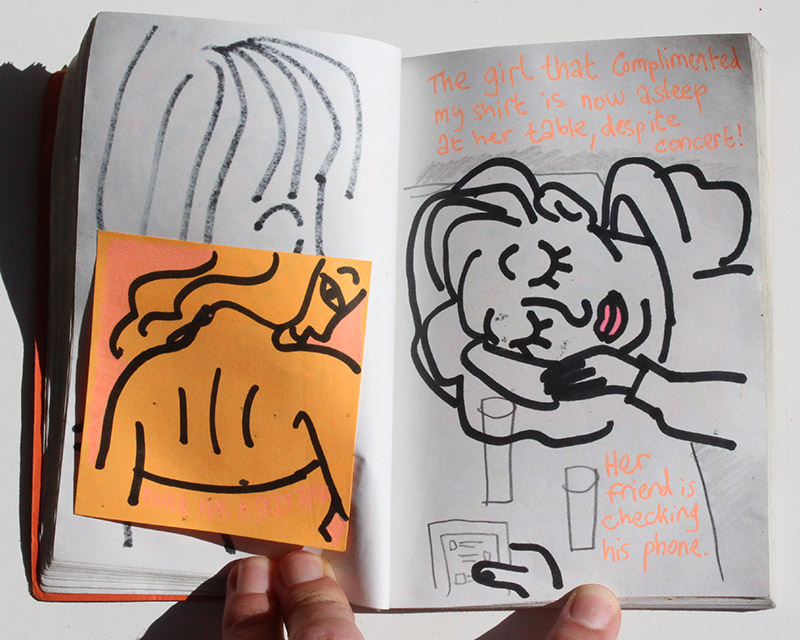 The girl that complimented
my shirt is now asleep
at her table, despite
concert!
Her
friend is
checking
his phone.